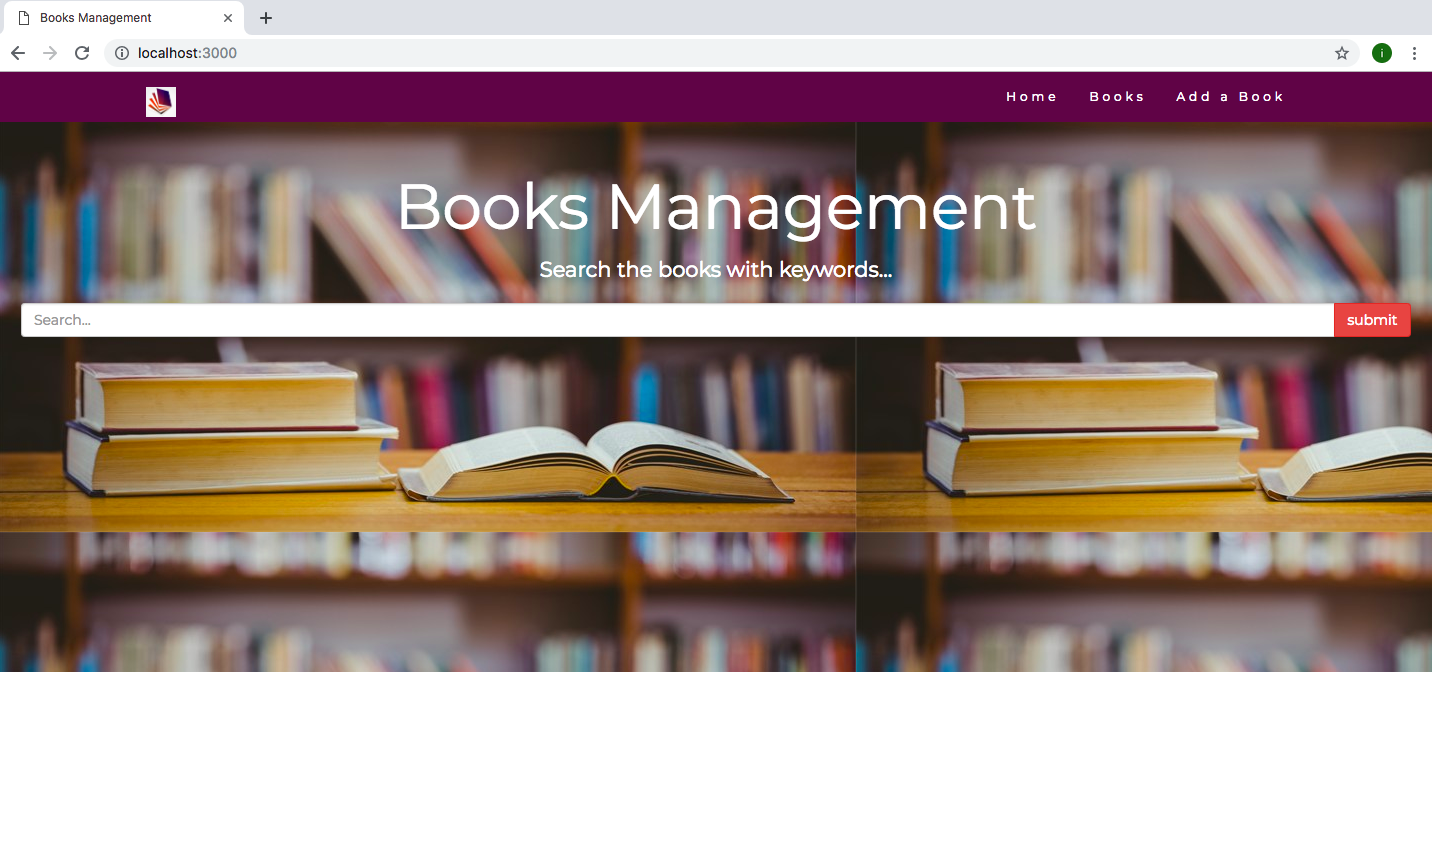 Books Management
localhost:3000
i
Home Books Add a Book
Books Management
Search the books with keywords...
Search...
submit